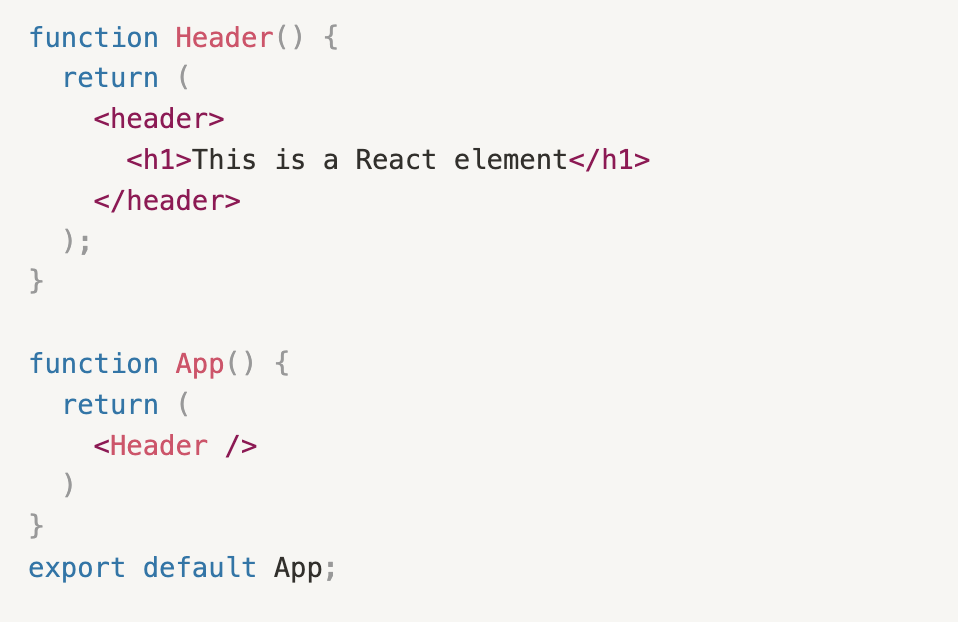 function Header() {
  return (
    <header>
      <h1>This is a React element</h1>
    </header>
  );
}

function App() {
  return (
    <Header />
  )
}
export default App;